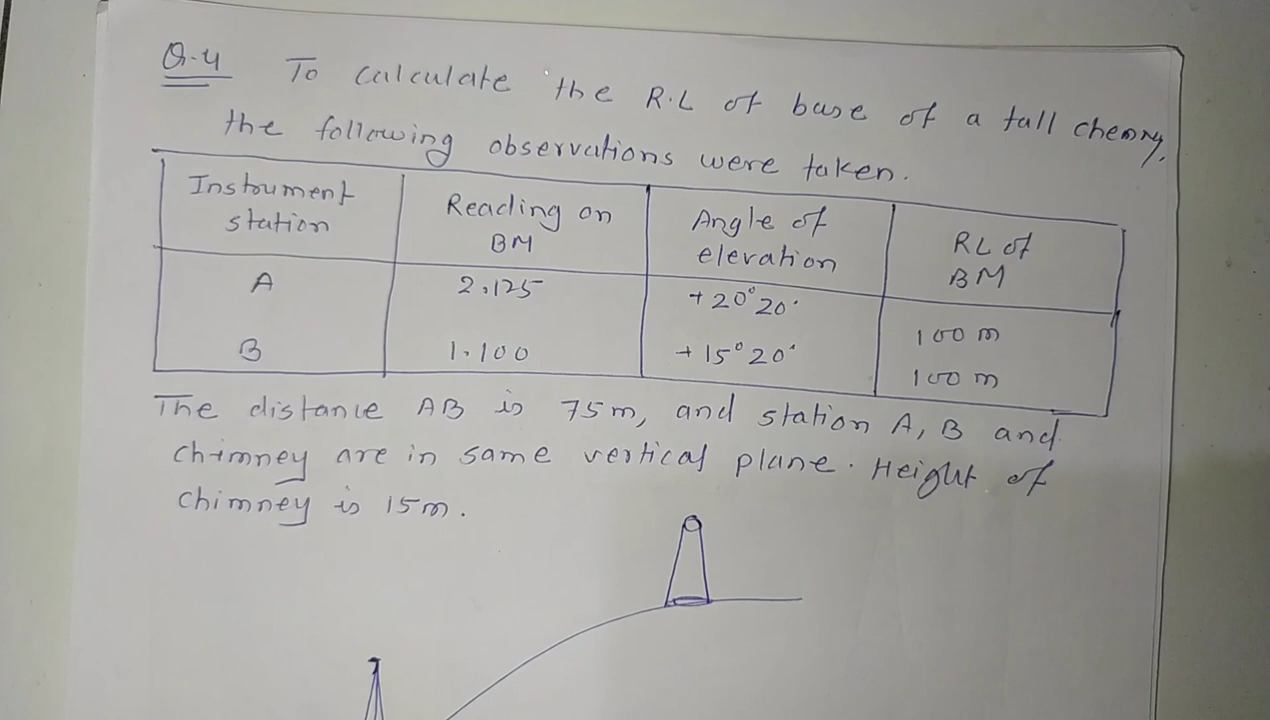 Q.4 To calculate the R.L of base of a tall chemny,
the following observations were taken.
Instrument station | Reading on BM | Angle of elevation | RL of BM
A | 2.125 | +20°20' | 100 m
B | 1.100 | +15°20' | 100 m
The distance AB is 75m, and station A, B and
chimney are in same vertical plane. Height of
chimney is 15m.